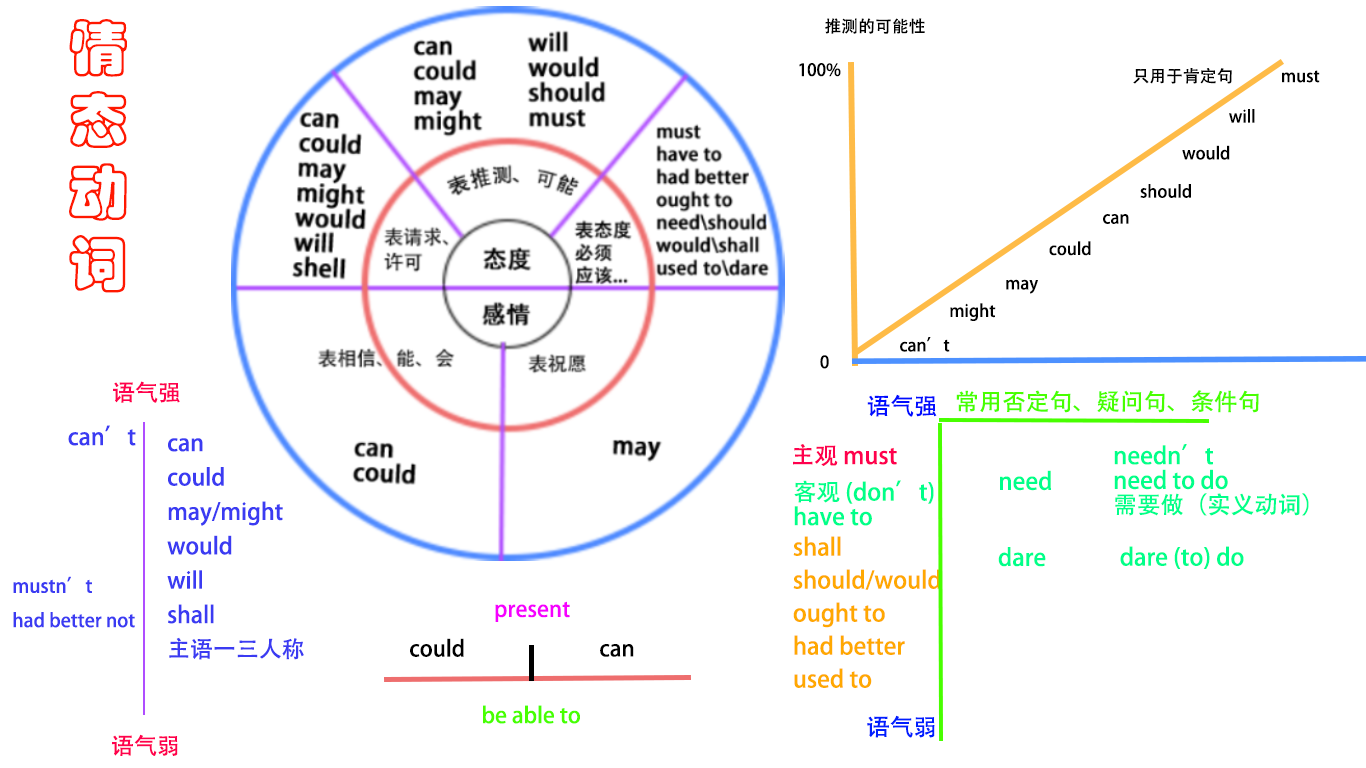 情
态
动
词
can
could
may
might
will
would
should
must
can
could
may
might
would
will
shell
must
have to
had better
ought to
need\should
would\shall
used to\dare
表推测、可能
表请求、
许可
表态度
必须
应该...
态度
感情
表相信、能、会
表祝愿
can
could
may
推测的可能性
100%
只用于肯定句
must
will
would
should
can
could
may
might
can't
0
语气强
can't
can
could
may/might
would
will
mustn't
shall
had better not
主语一三人称
语气弱
present
could
can
be able to
语气强
常用否定句、疑问句、条件句
主观 must
客观 (don't)
have to
shall
should/would
ought to
had better
used to
语气弱
need
needn't
need to do
需要做（实义动词）
dare
dare (to) do